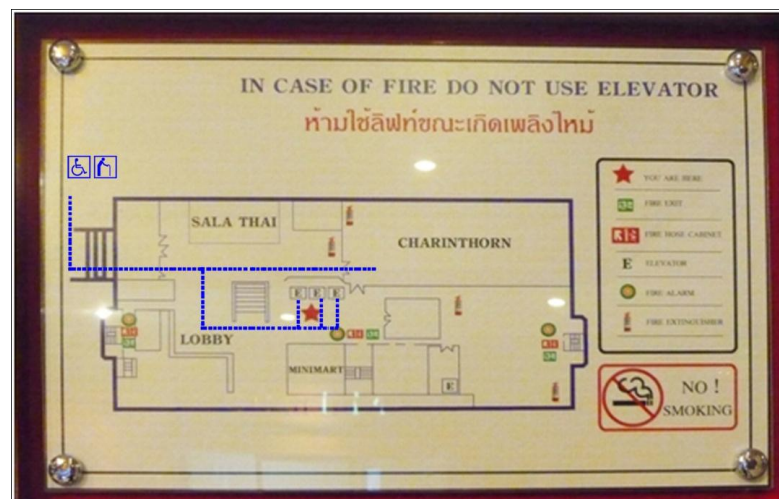 IN CASE OF FIRE DO NOT USE ELEVATOR
ห้ามใช้ลิฟท์ขณะเกิดเพลิงไหม้
YOU ARE HERE
FIRE EXIT
FIRE HOSE CABINET
E ELEVATOR
FIRE ALARM
FIRE EXTINGUISHER
SALA THAI
CHARINTHORN
E E E
LOBBY
MINIMART
E
NO !
SMOKING